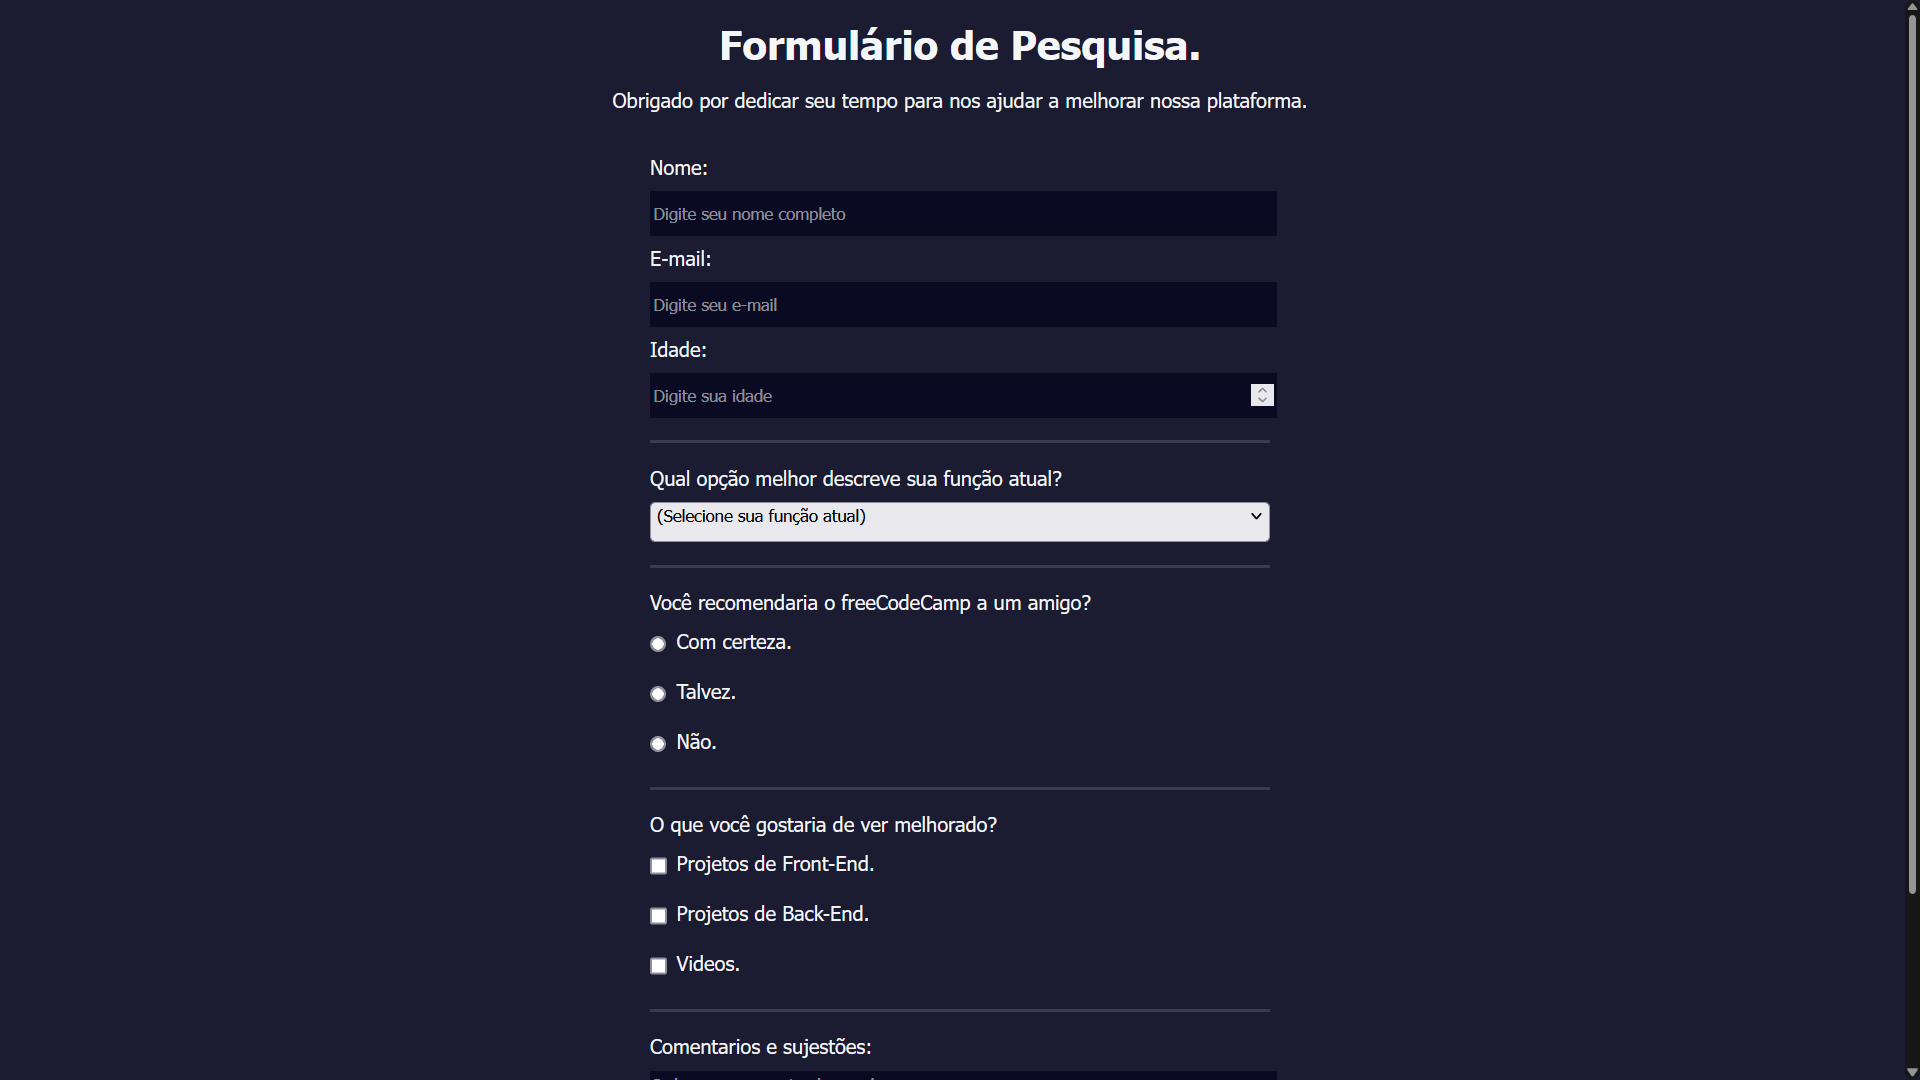 Formulário de Pesquisa.
Obrigado por dedicar seu tempo para nos ajudar a melhorar nossa plataforma.
Nome:
Digite seu nome completo
E-mail:
Digite seu e-mail
Idade:
Digite sua idade
Qual opção melhor descreve sua função atual?
(Selecione sua função atual)
Você recomendaria o freeCodeCamp a um amigo?
Com certeza.
Talvez.
Não.
O que você gostaria de ver melhorado?
Projetos de Front-End.
Projetos de Back-End.
Videos.
Comentarios e sujestões: